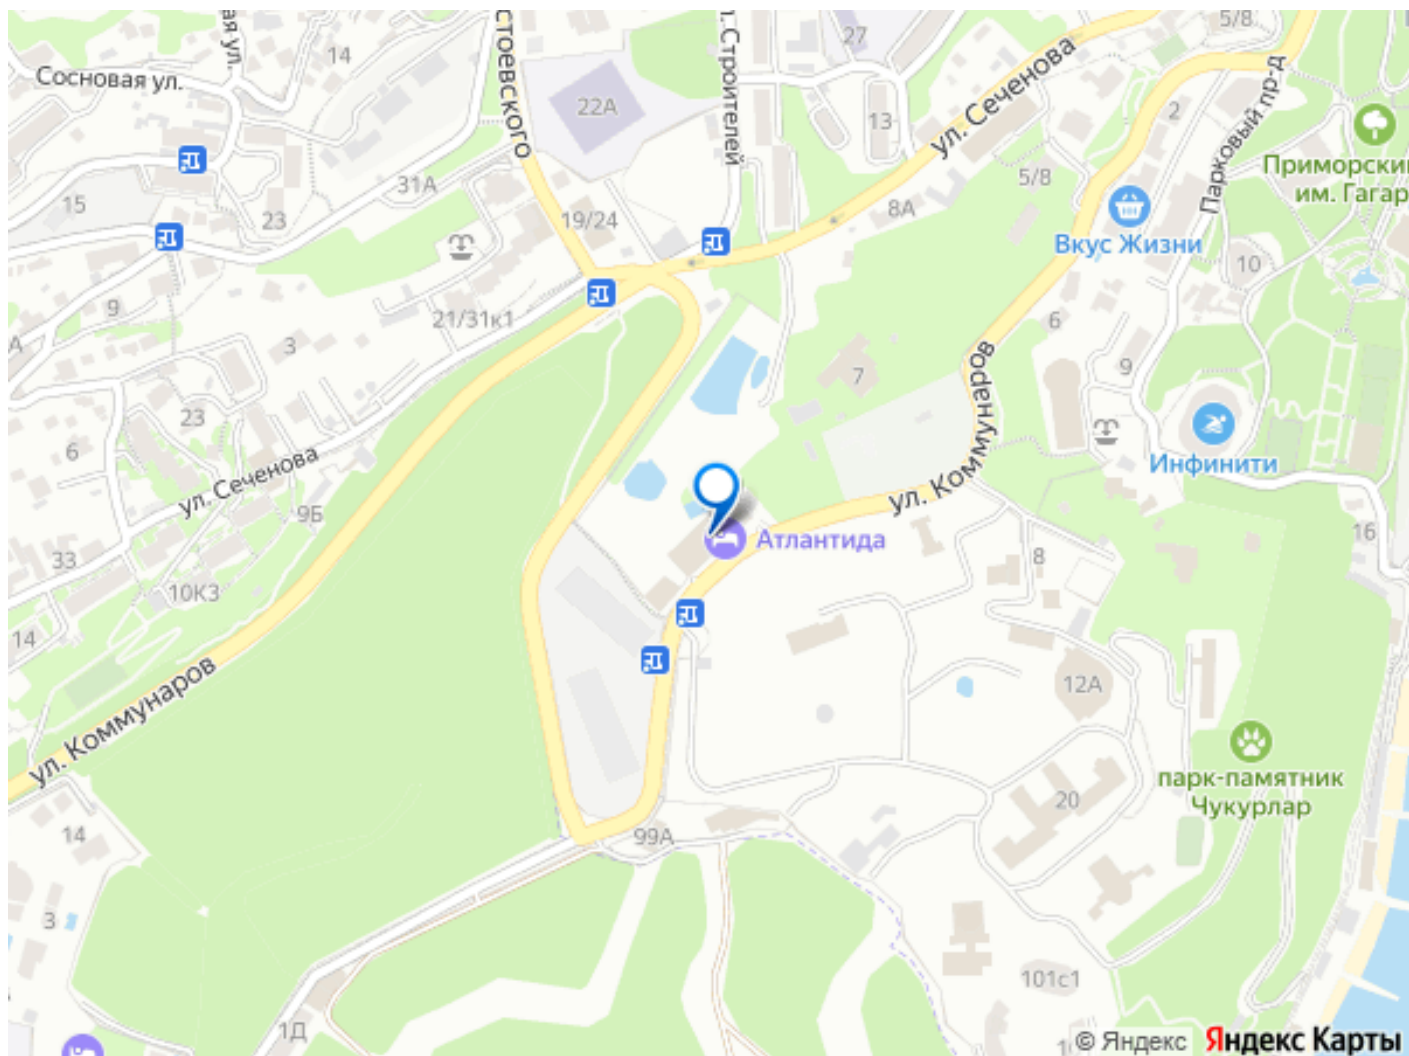 5/8
27
14
Сосновая ул.
ул. Строителей
ул. Сеченова
22А
13
2
Парковый пр-д
Приморский
им. Гагар
31А
15
23
19/24
8А
5/8
Вкус Жизни
10
9
21/31к1
3
6
9
7
23
6
ул. Сеченова
ул. Коммунаров
Инфинити
9Б
16
33
Атлантида
8
10К3
14
12А
ул. Коммунаров
парк-памятник
Чукурлар
20
14
99А
3
101с1
1Д
© Яндекс
Яндекс Карты